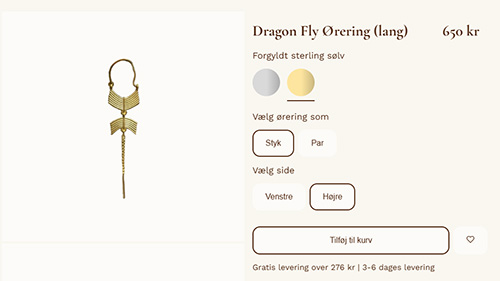 Dragon Fly Ørering (lang) 650 kr
Forgyldt sterling sølv
Vælg ørering som
Styk Par
Vælg side
Venstre Højre
Tilføj til kurv
Gratis levering over 276 kr | 3-6 dages levering